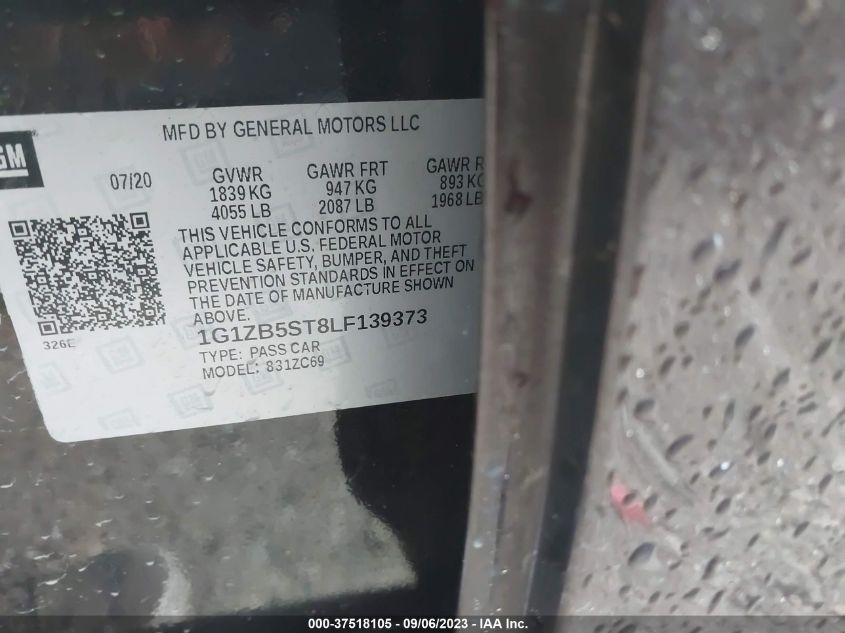 GM
MFD BY GENERAL MOTORS LLC
07/20 GVWR GAWR FRT GAWR R
1839 KG 947 KG 893 KG
4055 LB 2087 LB 1968 LB
THIS VEHICLE CONFORMS TO ALL
APPLICABLE U.S. FEDERAL MOTOR
VEHICLE SAFETY, BUMPER, AND THEFT
PREVENTION STANDARDS IN EFFECT ON
THE DATE OF MANUFACTURE SHOWN
ABOVE.
1G1ZB5ST8LF139373
326E
TYPE: PASS CAR
MODEL: 831ZC69
000-37518105 - 09/06/2023 - IAA Inc.